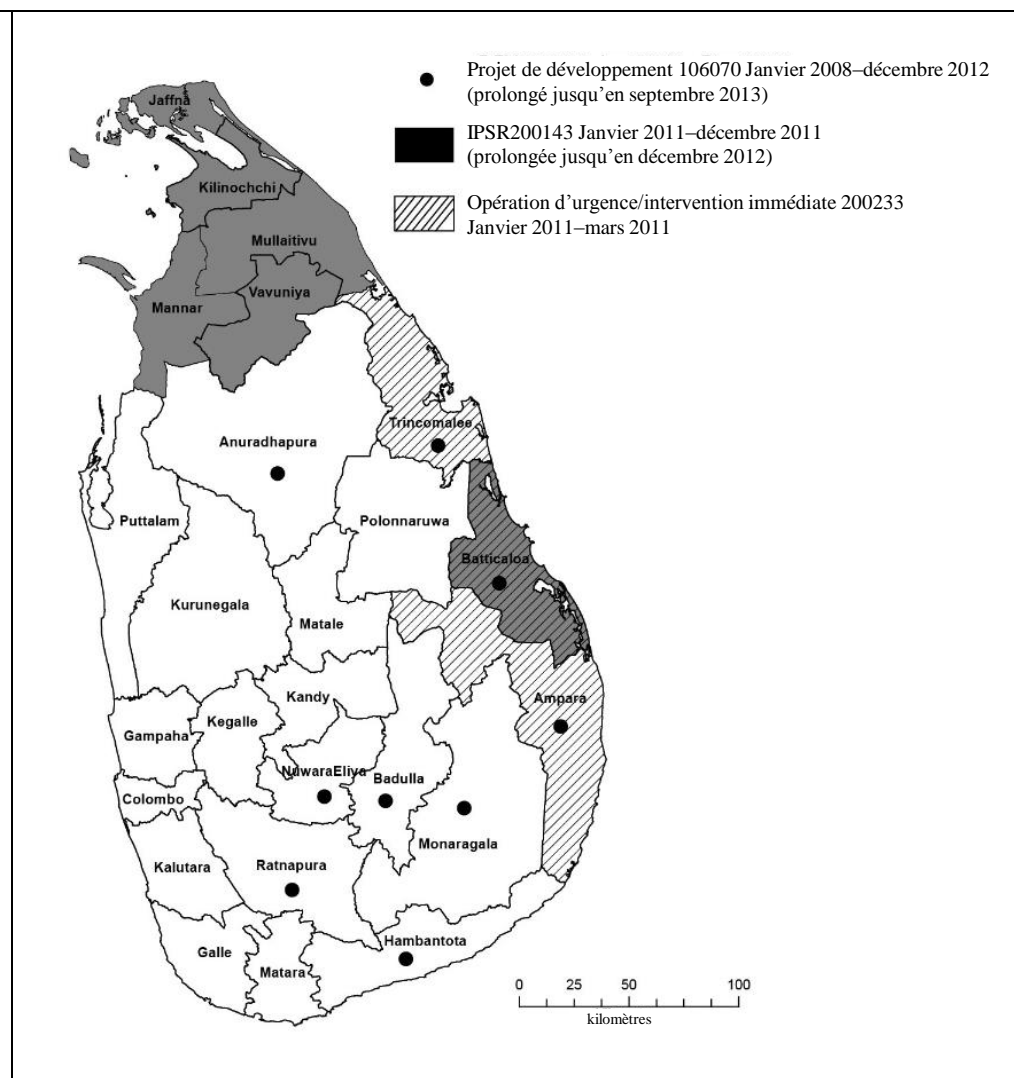 Projet de développement 106070 Janvier 2008–décembre 2012
(prolongé jusqu'en septembre 2013)
IPSR200143 Janvier 2011–décembre 2011
(prolongée jusqu'en décembre 2012)
Opération d'urgence/intervention immédiate 200233
Janvier 2011–mars 2011
Jaffna
Kilinochchi
Mullaitivu
Vavuniya
Mannar
Trincomalee
Anuradhapura
Puttalam
Polonnaruwa
Batticaloa
Kurunegala
Matale
Kandy
Ampara
Kegalle
Gampaha
NuwaraEliya
Badulla
Colombo
Monaragala
Kalutara
Ratnapura
Hambantota
Galle
Matara
0 25 50 100
kilomètres